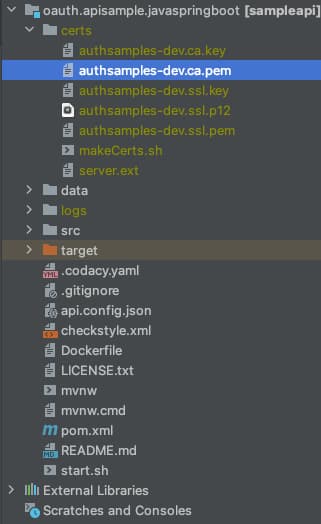 oauth.apisample.javaspringboot [sampleapi]
certs
authsamples-dev.ca.key
authsamples-dev.ca.pem
authsamples-dev.ssl.key
authsamples-dev.ssl.p12
authsamples-dev.ssl.pem
makeCerts.sh
server.ext
data
logs
src
target
.codacy.yaml
.gitignore
api.config.json
checkstyle.xml
Dockerfile
LICENSE.txt
mvnw
mvnw.cmd
pom.xml
README.md
start.sh
External Libraries
Scratches and Consoles